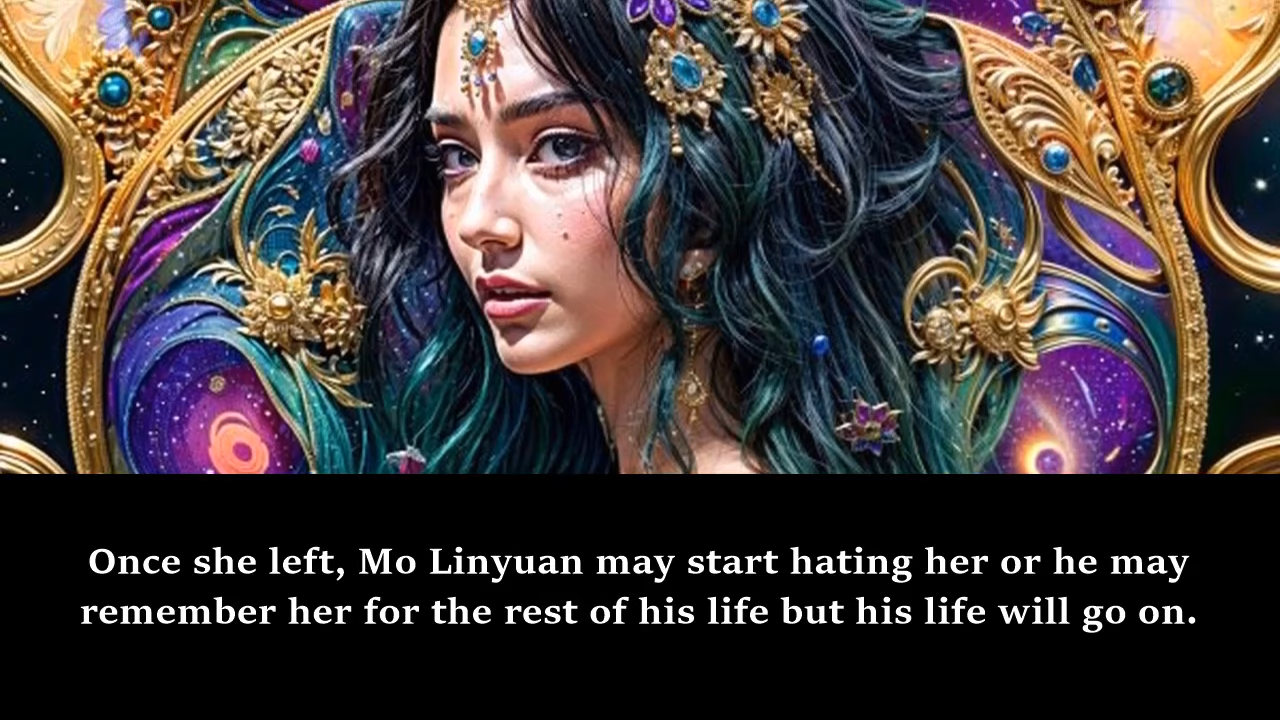 Once she left, Mo Linyuan may start hating her or he may
remember her for the rest of his life but his life will go on.